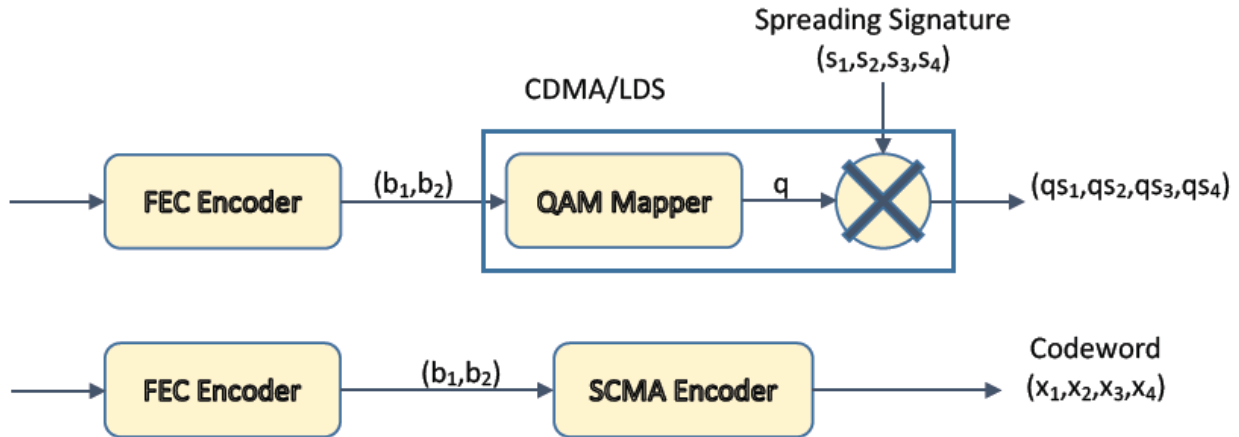 Spreading Signature
(s₁,s₂,s₃,s₄)
CDMA/LDS
FEC Encoder
(b₁,b₂)
QAM Mapper
q
(qs₁,qs₂,qs₃,qs₄)
FEC Encoder
(b₁,b₂)
SCMA Encoder
Codeword
(x₁,x₂,x₃,x₄)